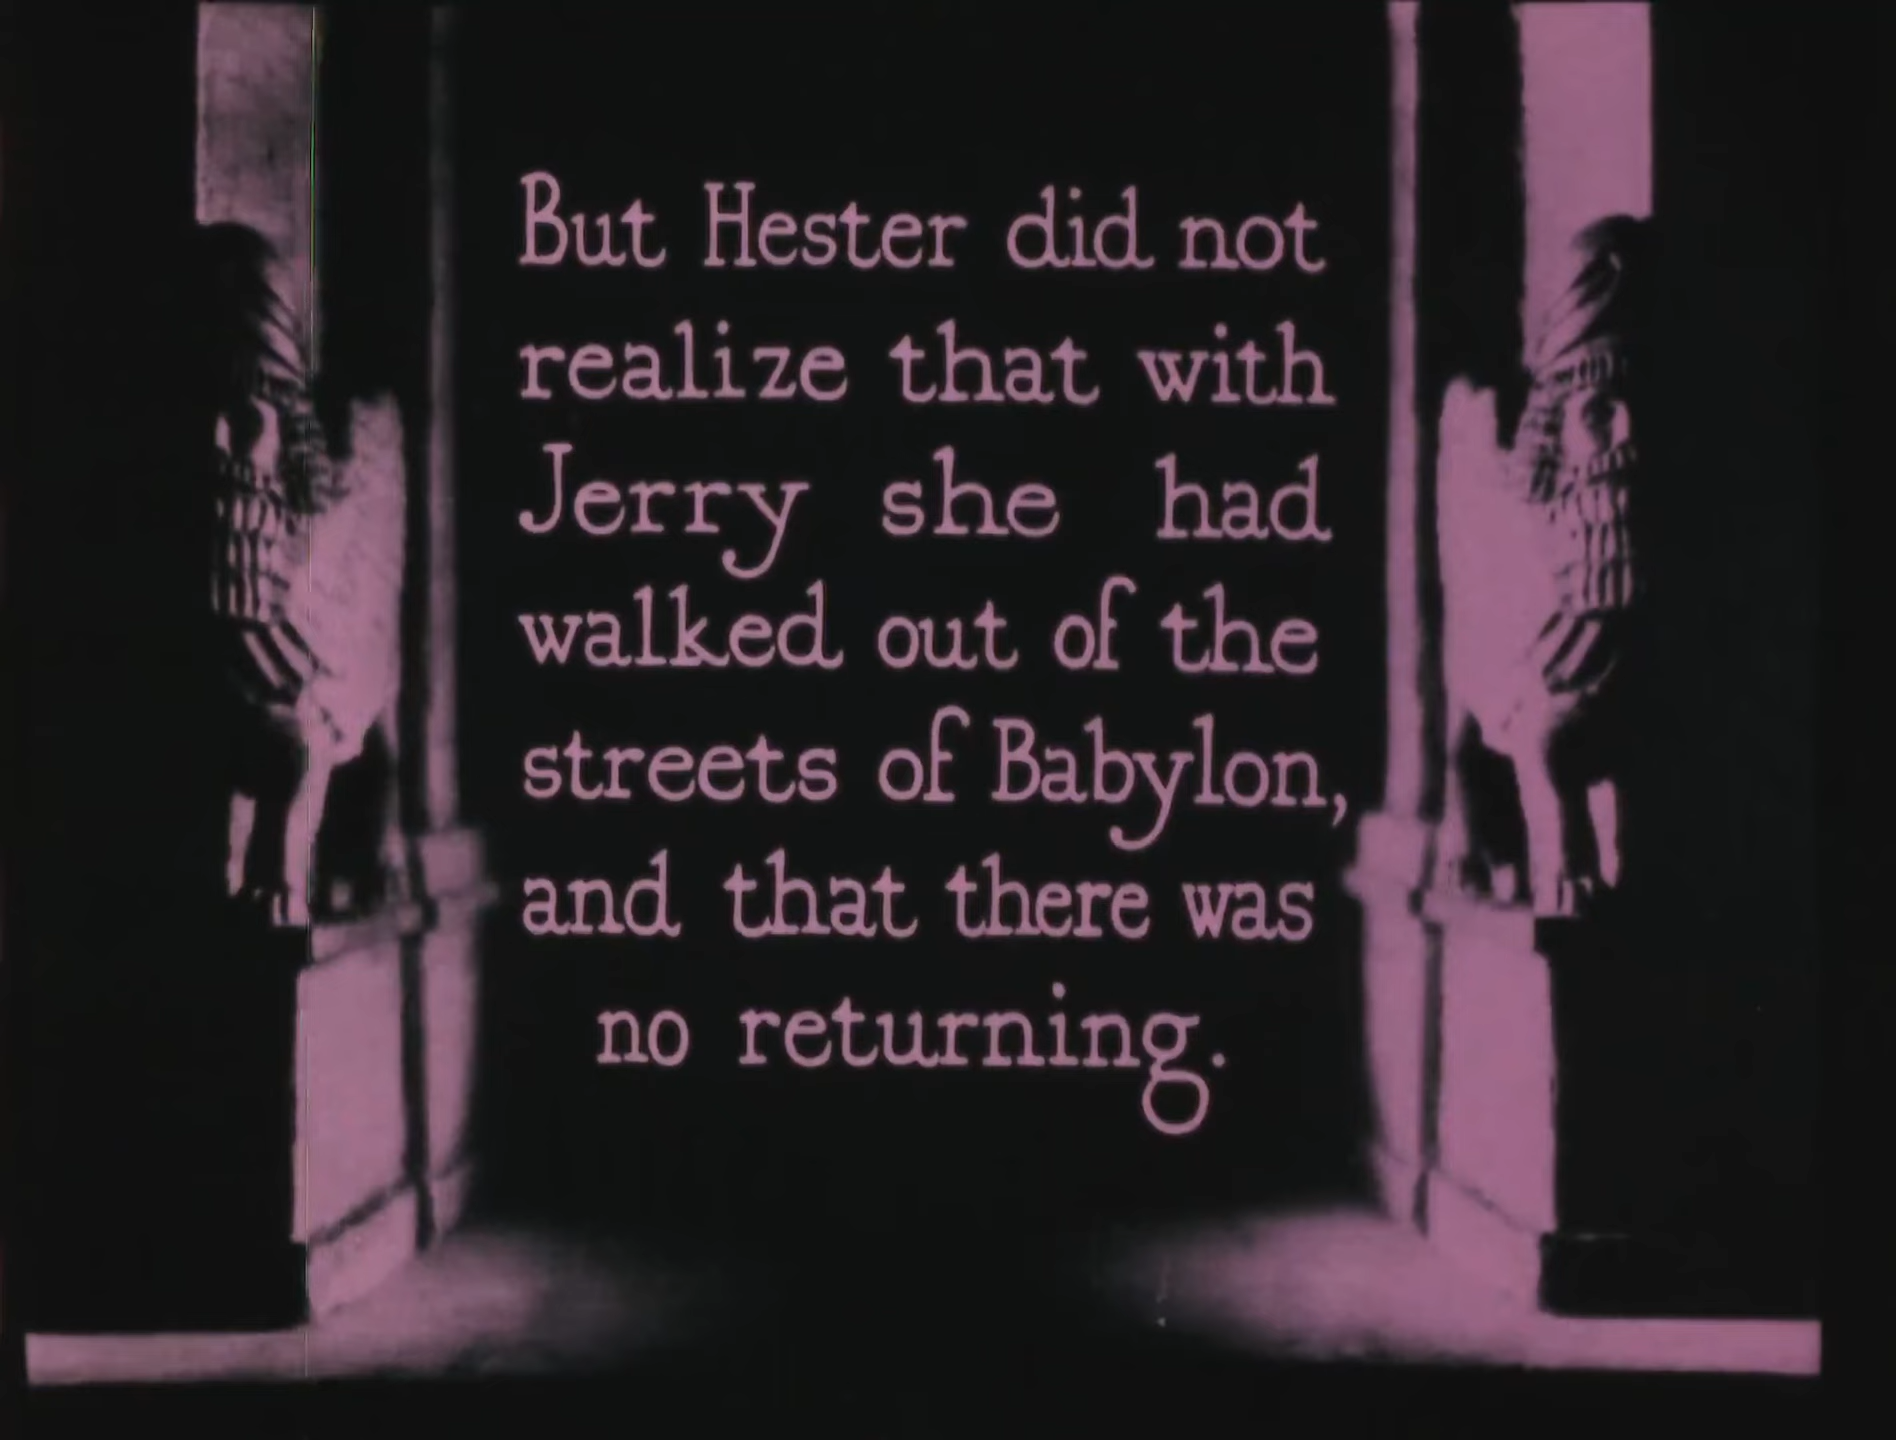 But Hester did not
realize that with
Jerry she had
walked out of the
streets of Babylon,
and that there was
no returning.